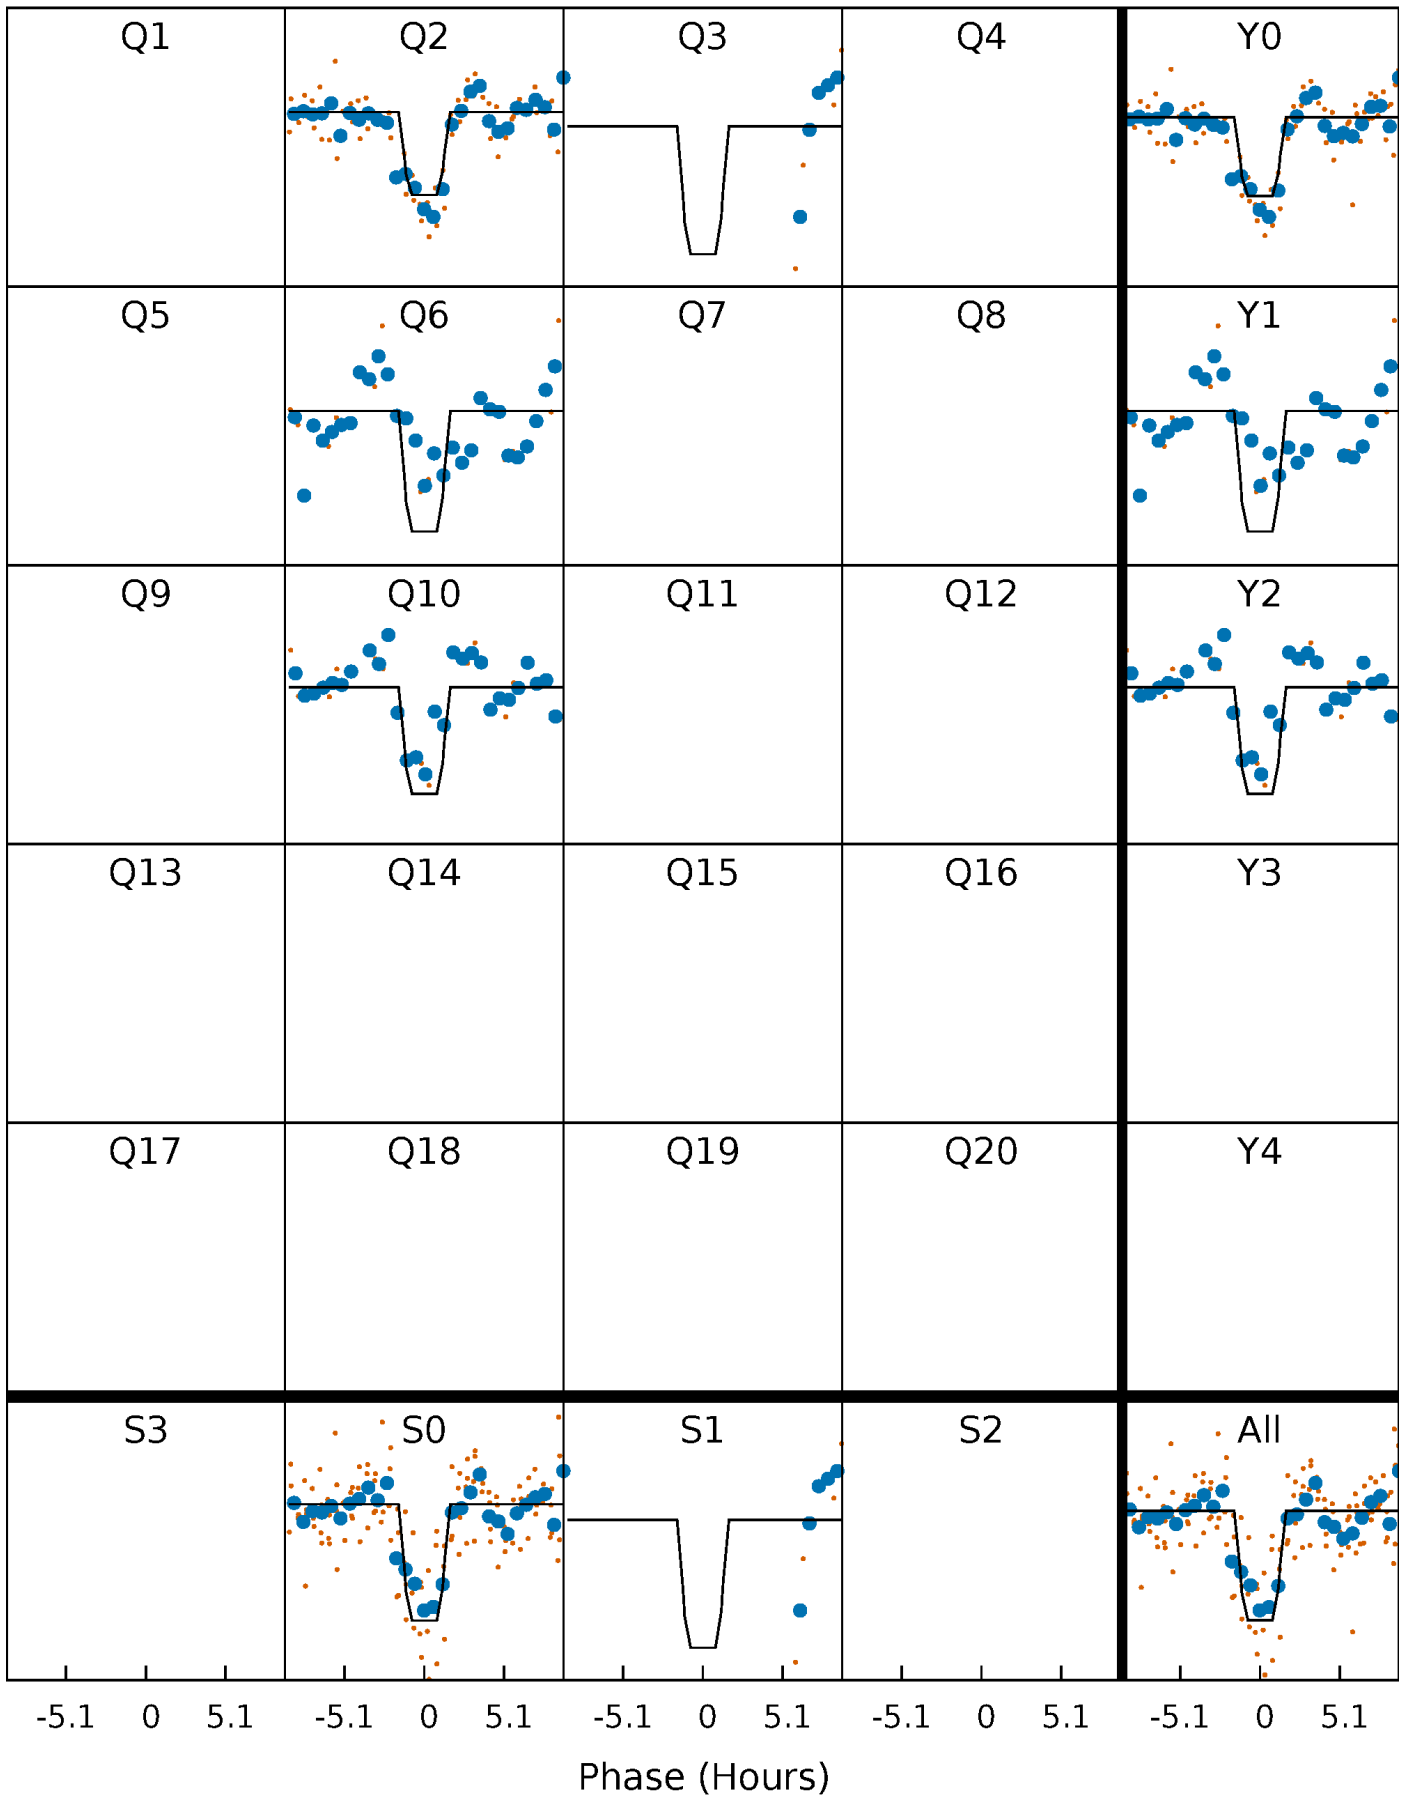 Q1 Q2 Q3 Q4 Y0
Q5 Q6 Q7 Q8 Y1
Q9 Q10 Q11 Q12 Y2
Q13 Q14 Q15 Q16 Y3
Q17 Q18 Q19 Q20 Y4
S3 S0 S1 S2 All
-5.1 0 5.1 -5.1 0 5.1 -5.1 0 5.1 -5.1 0 5.1 -5.1 0 5.1
Phase (Hours)